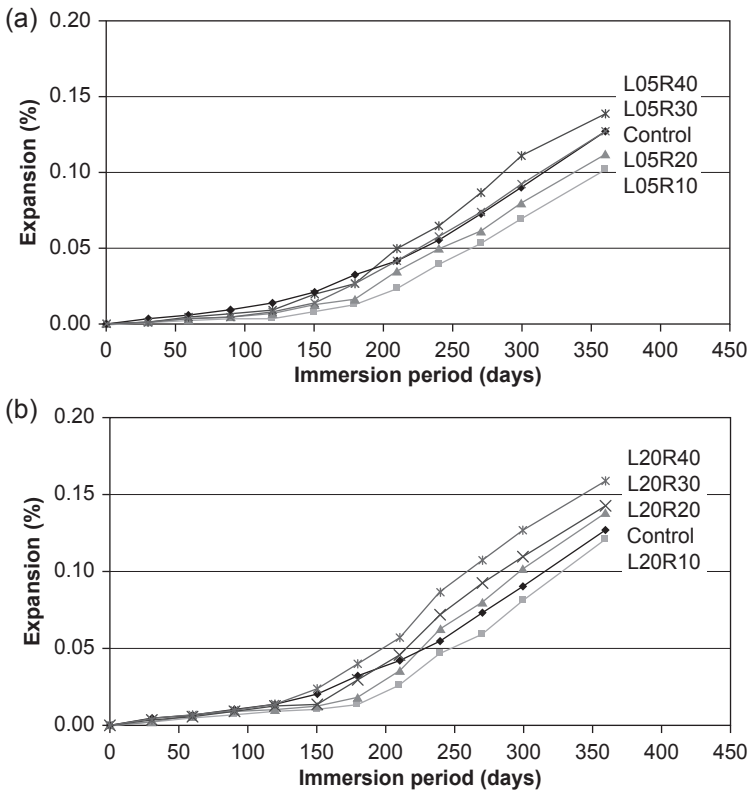 (a)
0.20
0.15
0.10
0.05
0.00
Expansion (%)
L05R40
L05R30
Control
L05R20
L05R10
0 50 100 150 200 250 300 350 400 450
Immersion period (days)
(b)
0.20
0.15
0.10
0.05
0.00
Expansion (%)
L20R40
L20R30
L20R20
Control
L20R10
0 50 100 150 200 250 300 350 400 450
Immersion period (days)